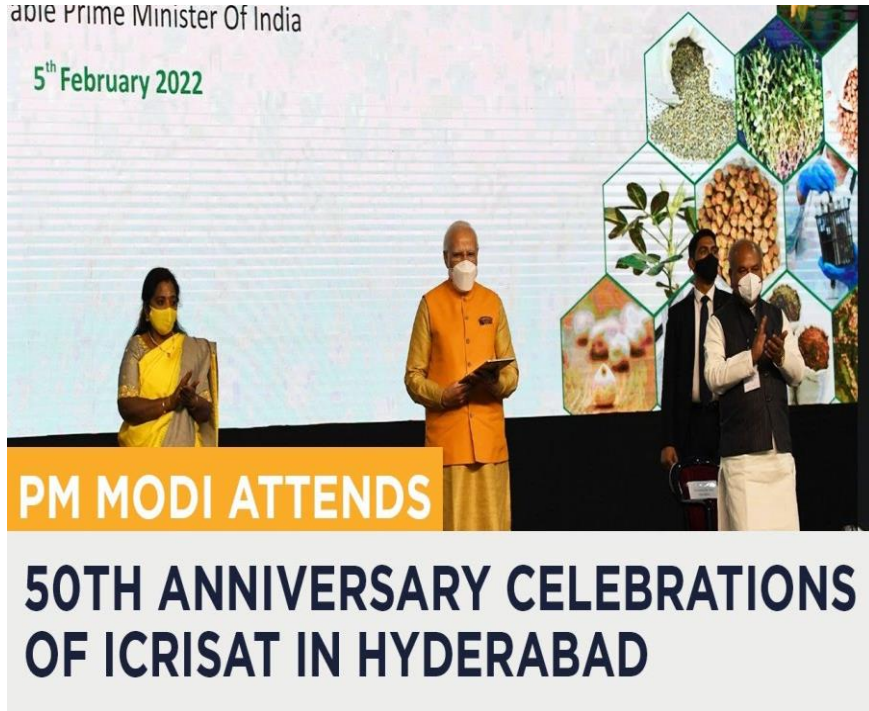 able Prime Minister Of India
5th February 2022
PM MODI ATTENDS
50TH ANNIVERSARY CELEBRATIONS
OF ICRISAT IN HYDERABAD